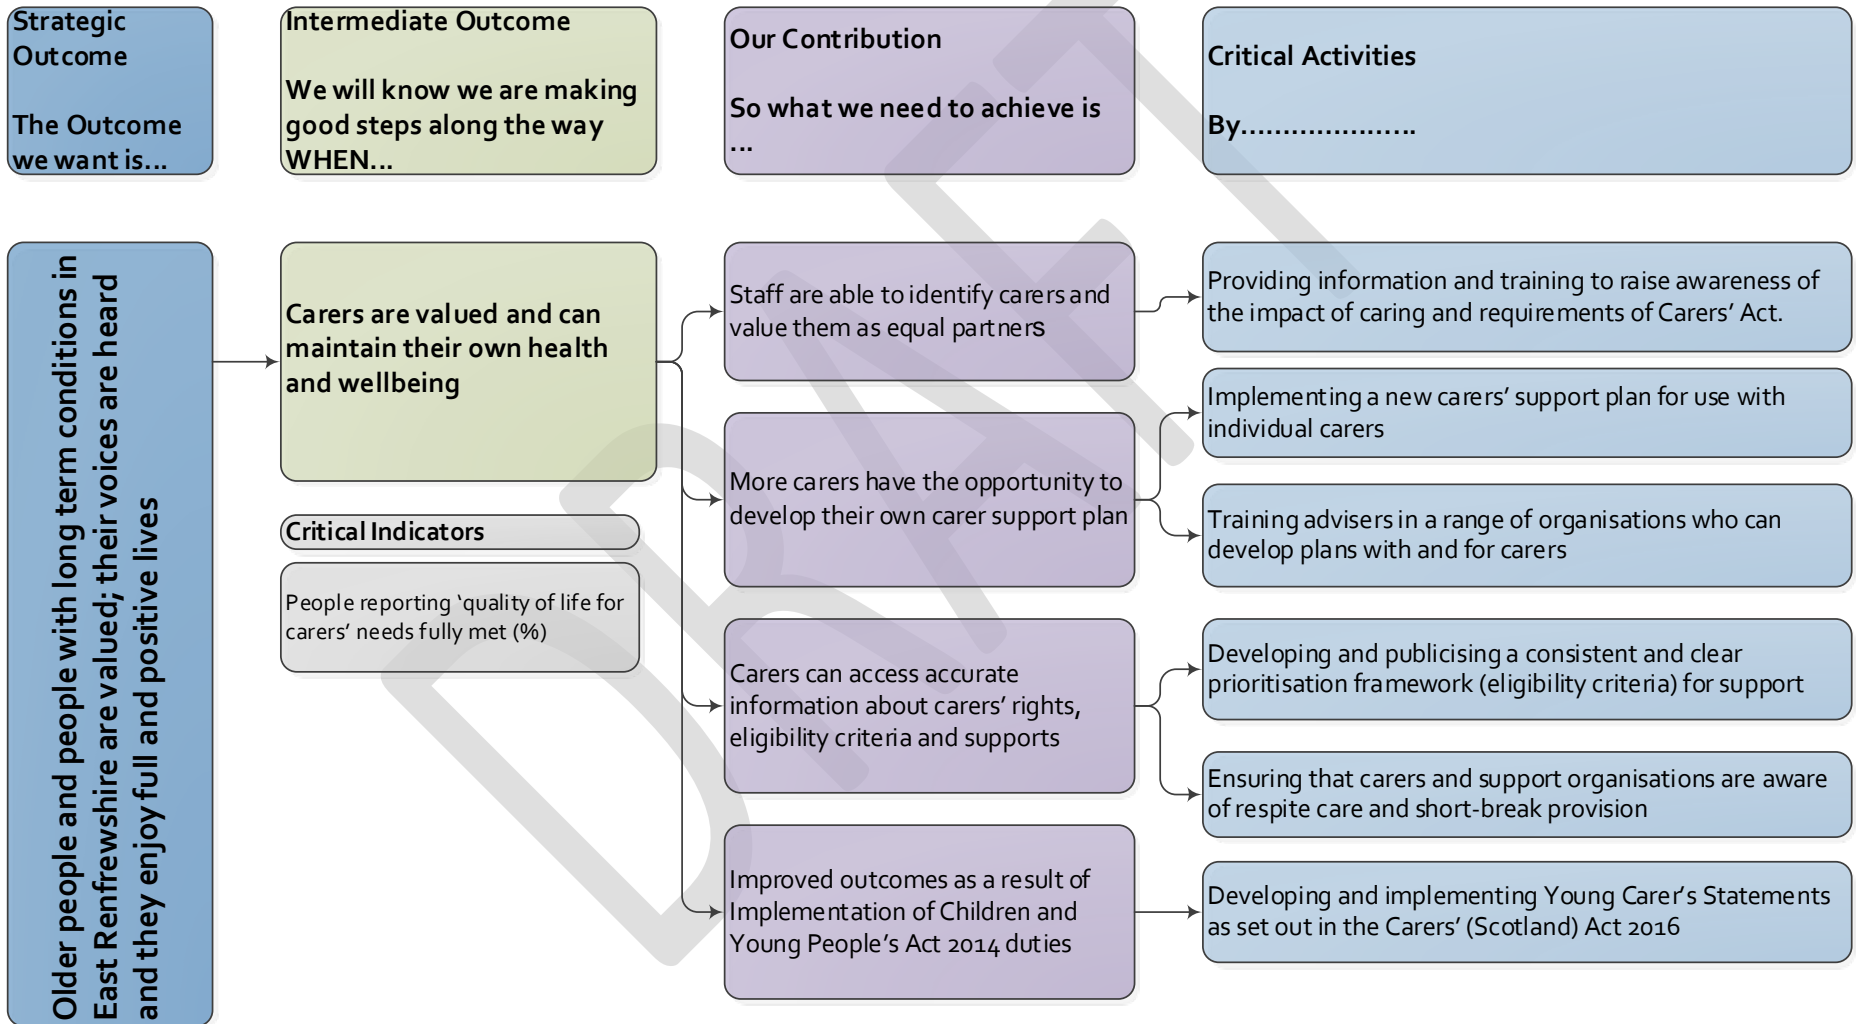 Strategic
Outcome
The Outcome
we want is...
Intermediate Outcome
We will know we are making
good steps along the way
WHEN...
Our Contribution
So what we need to achieve is
...
Critical Activities
By.....................
Older people and people with long term conditions in
East Renfrewshire are valued; their voices are heard
and they enjoy full and positive lives
Carers are valued and can
maintain their own health
and wellbeing
Critical Indicators
People reporting ‘quality of life for
carers’ needs fully met (%)
Staff are able to identify carers and
value them as equal partners
More carers have the opportunity to
develop their own carer support plan
Carers can access accurate
information about carers’ rights,
eligibility criteria and supports
Improved outcomes as a result of
Implementation of Children and
Young People’s Act 2014 duties
Providing information and training to raise awareness of
the impact of caring and requirements of Carers’ Act.
Implementing a new carers’ support plan for use with
individual carers
Training advisers in a range of organisations who can
develop plans with and for carers
Developing and publicising a consistent and clear
prioritisation framework (eligibility criteria) for support
Ensuring that carers and support organisations are aware
of respite care and short-break provision
Developing and implementing Young Carer’s Statements
as set out in the Carers’ (Scotland) Act 2016
DRAFT